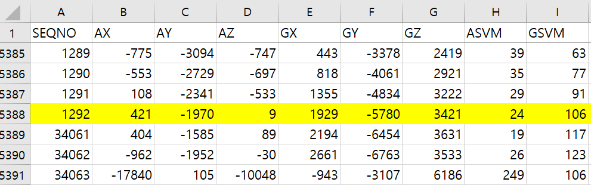 A B C D E F G H I
1 SEQNO AX AY AZ GX GY GZ ASVM GSVM
5385 1289 -775 -3094 -747 443 -3378 2419 39 63
5386 1290 -553 -2729 -697 818 -4061 2921 35 77
5387 1291 108 -2341 -533 1355 -4834 3222 29 91
5388 1292 421 -1970 9 1929 -5780 3421 24 106
5389 34061 404 -1585 89 2194 -6454 3631 19 117
5390 34062 -962 -1952 -30 2661 -6763 3533 26 123
5391 34063 -17840 105 -10048 -943 -3107 6186 249 106